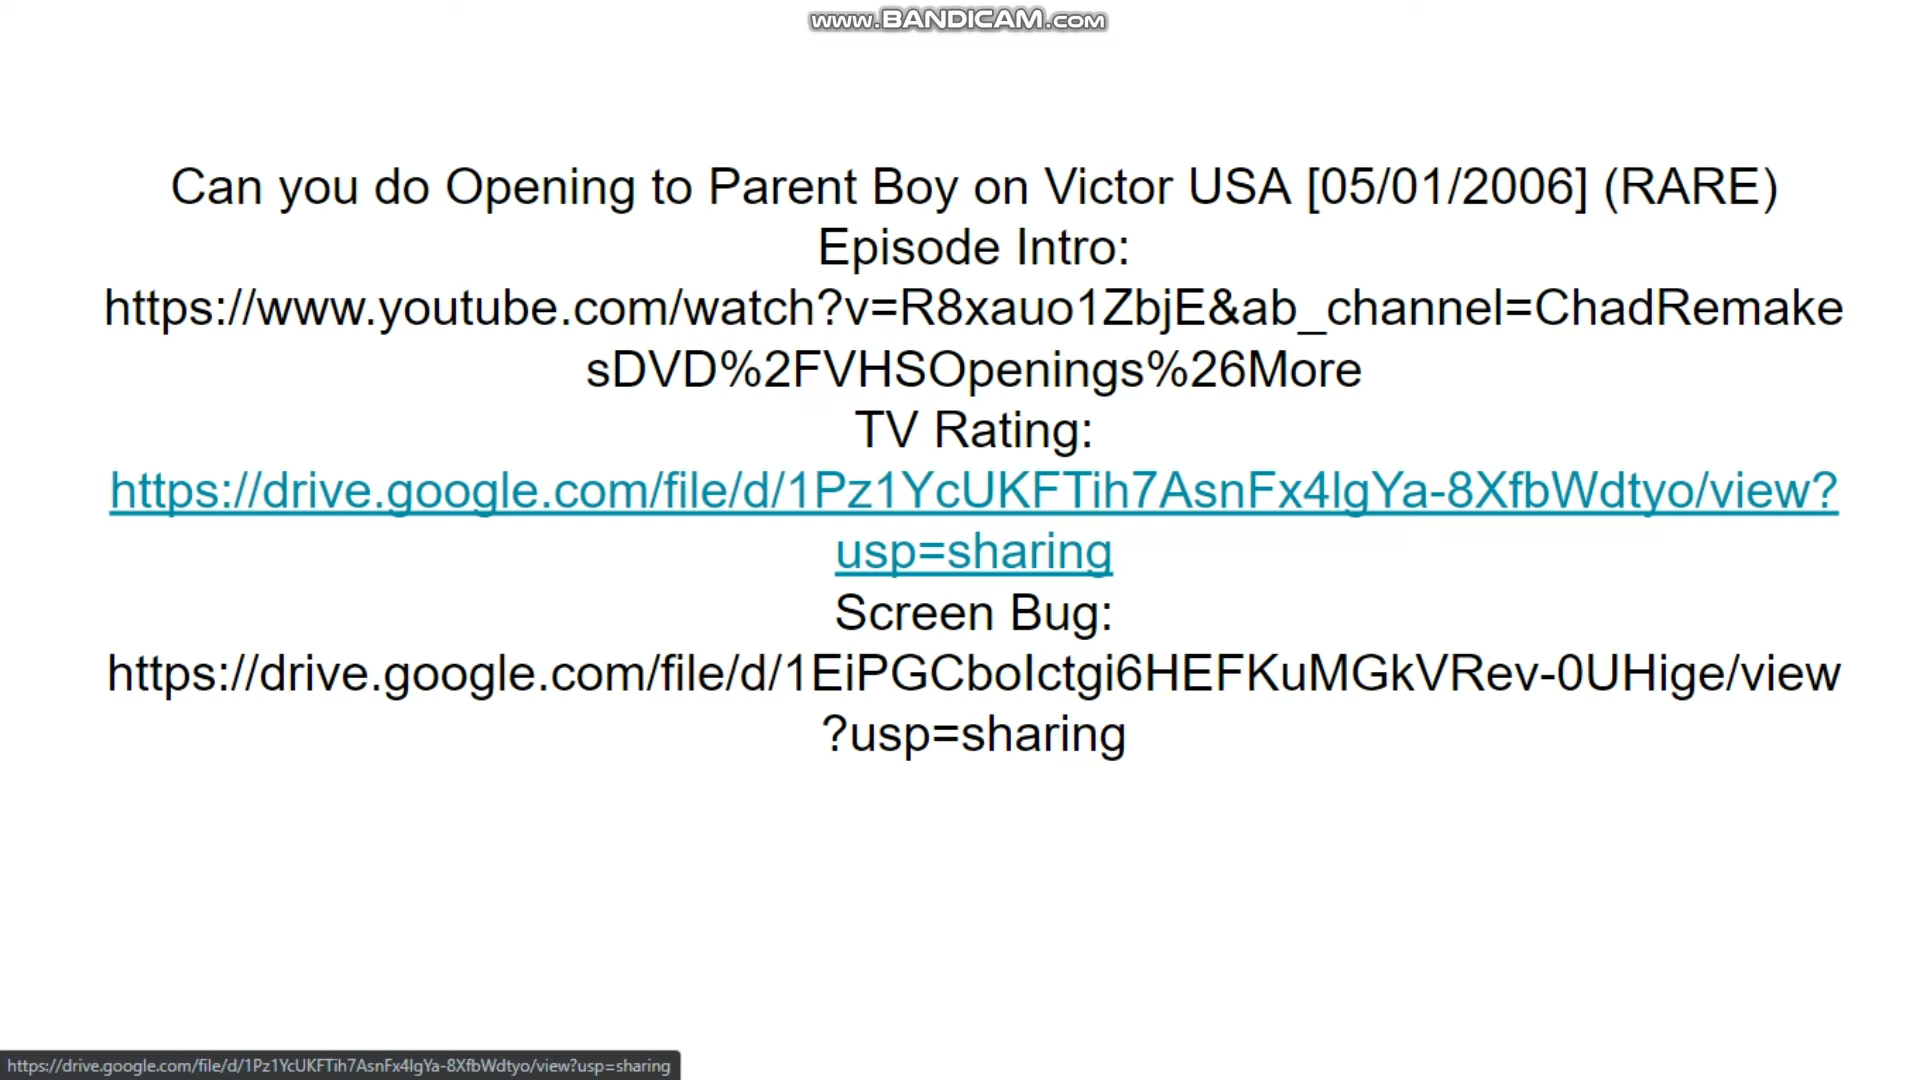 www.BANDICAM.com
Can you do Opening to Parent Boy on Victor USA [05/01/2006] (RARE)
Episode Intro:
https://www.youtube.com/watch?v=R8xauo1ZbjE&ab_channel=ChadRemake
sDVD%2FVHSOpenings%26More
TV Rating:
https://drive.google.com/file/d/1Pz1YcUKFTih7AsnFx4lgYa-8XfbWdtyo/view?
usp=sharing
Screen Bug:
https://drive.google.com/file/d/1EiPGCboIctgi6HEFKuMGkVRev-0UHige/view
?usp=sharing
https://drive.google.com/file/d/1Pz1YcUKFTih7AsnFx4lgYa-8XfbWdtyo/view?usp=sharing